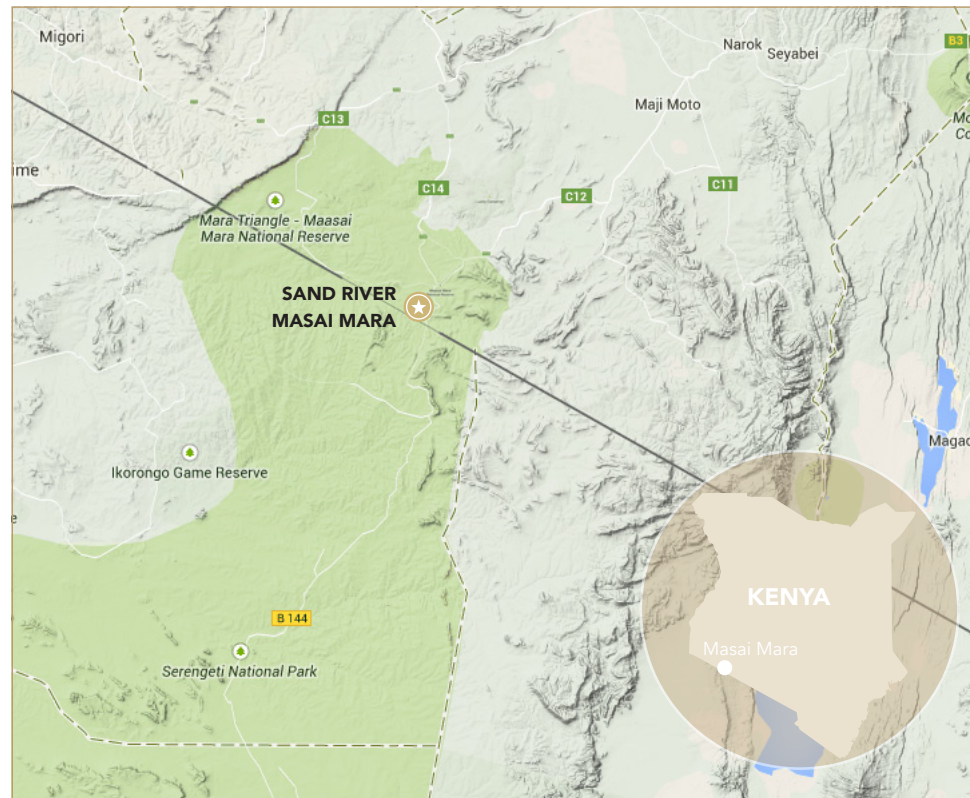 Migori
Narok
Seyabei
B3
Maji Moto
C13
ime
C14
C12
C11
Mara Triangle - Maasai
Mara National Reserve
SAND RIVER
MASAI MARA
Magad
Ikorongo Game Reserve
e
KENYA
Masai Mara
B 144
Serengeti National Park